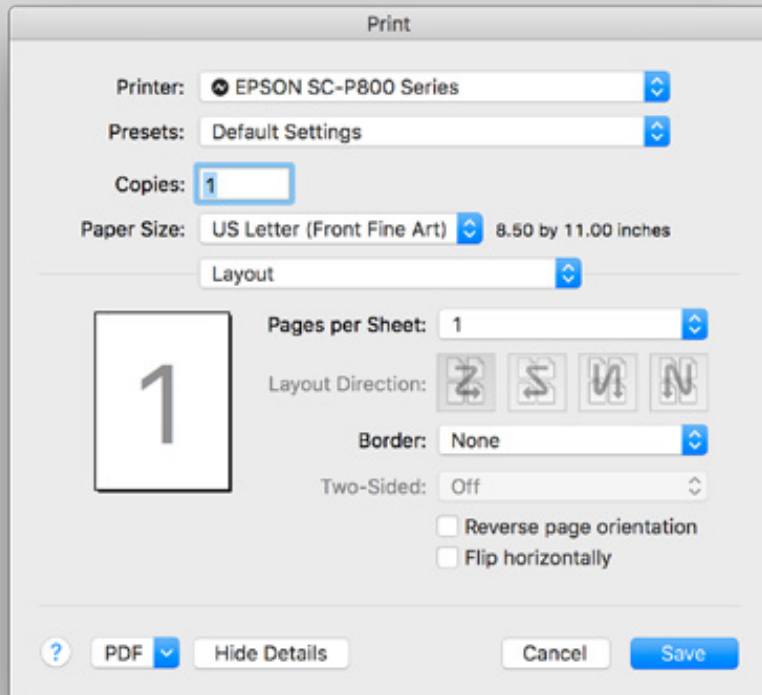 Print
Printer: EPSON SC-P800 Series
Presets: Default Settings
Copies: 1
Paper Size: US Letter (Front Fine Art) 8.50 by 11.00 inches
Layout
1
Pages per Sheet: 1
Layout Direction:
Border: None
Two-Sided: Off
Reverse page orientation
Flip horizontally
? PDF Hide Details Cancel Save